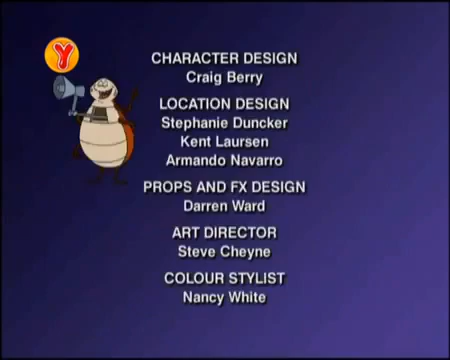 Y
CHARACTER DESIGN
Craig Berry
LOCATION DESIGN
Stephanie Duncker
Kent Laursen
Armando Navarro
PROPS AND FX DESIGN
Darren Ward
ART DIRECTOR
Steve Cheyne
COLOUR STYLIST
Nancy White